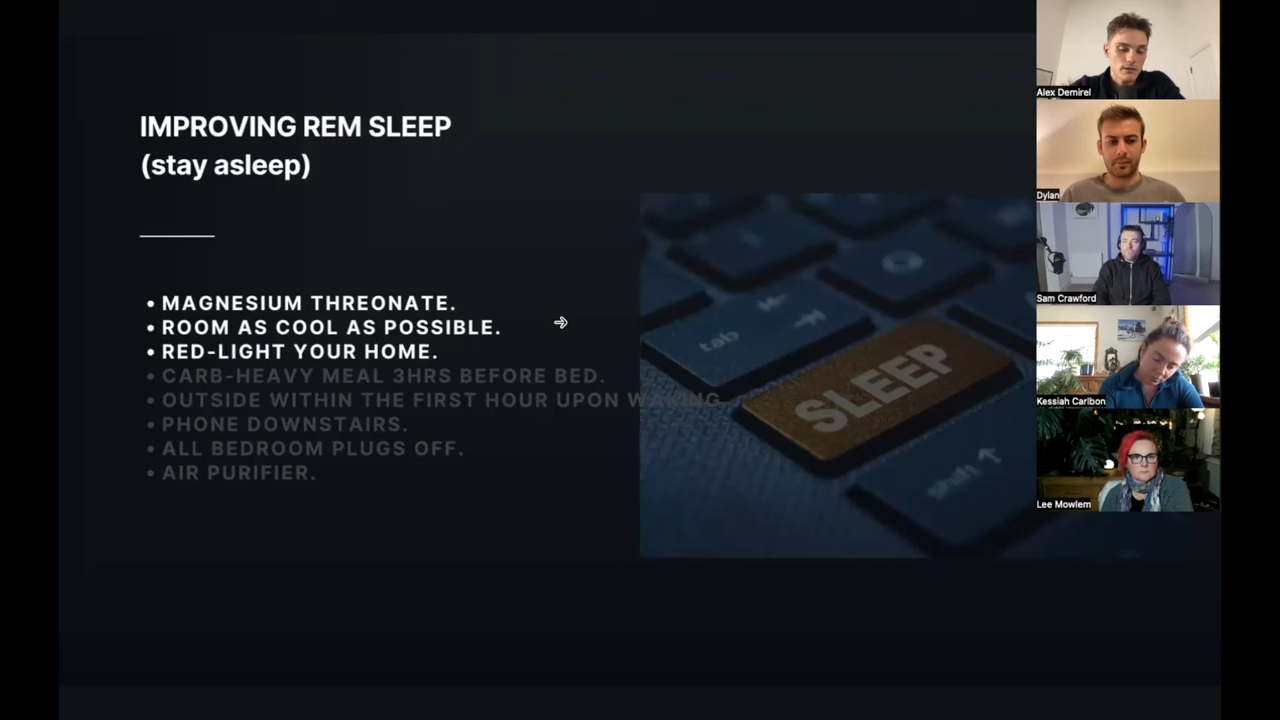 IMPROVING REM SLEEP
(stay asleep)
• MAGNESIUM THREONATE.
• ROOM AS COOL AS POSSIBLE.
• RED-LIGHT YOUR HOME.
• CARB-HEAVY MEAL 3HRS BEFORE BED.
• OUTSIDE WITHIN THE FIRST HOUR UPON WAKING
• PHONE DOWNSTAIRS.
• ALL BEDROOM PLUGS OFF.
• AIR PURIFIER.
tab
SLEEP
shift
Alex Demirel
Dylan
Sam Crawford
Kessiah Carlbon
Lee Mowlem